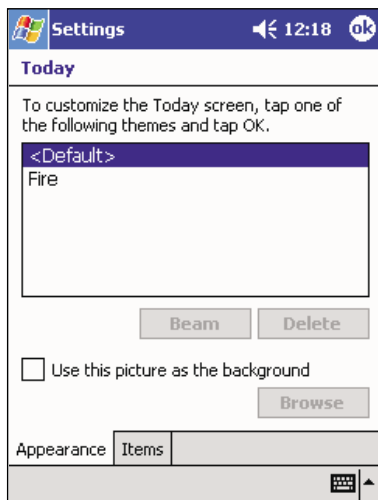 Settings 12:18 ok
Today
To customize the Today screen, tap one of
the following themes and tap OK.
<Default>
Fire
Beam Delete
Use this picture as the background
Browse
Appearance Items